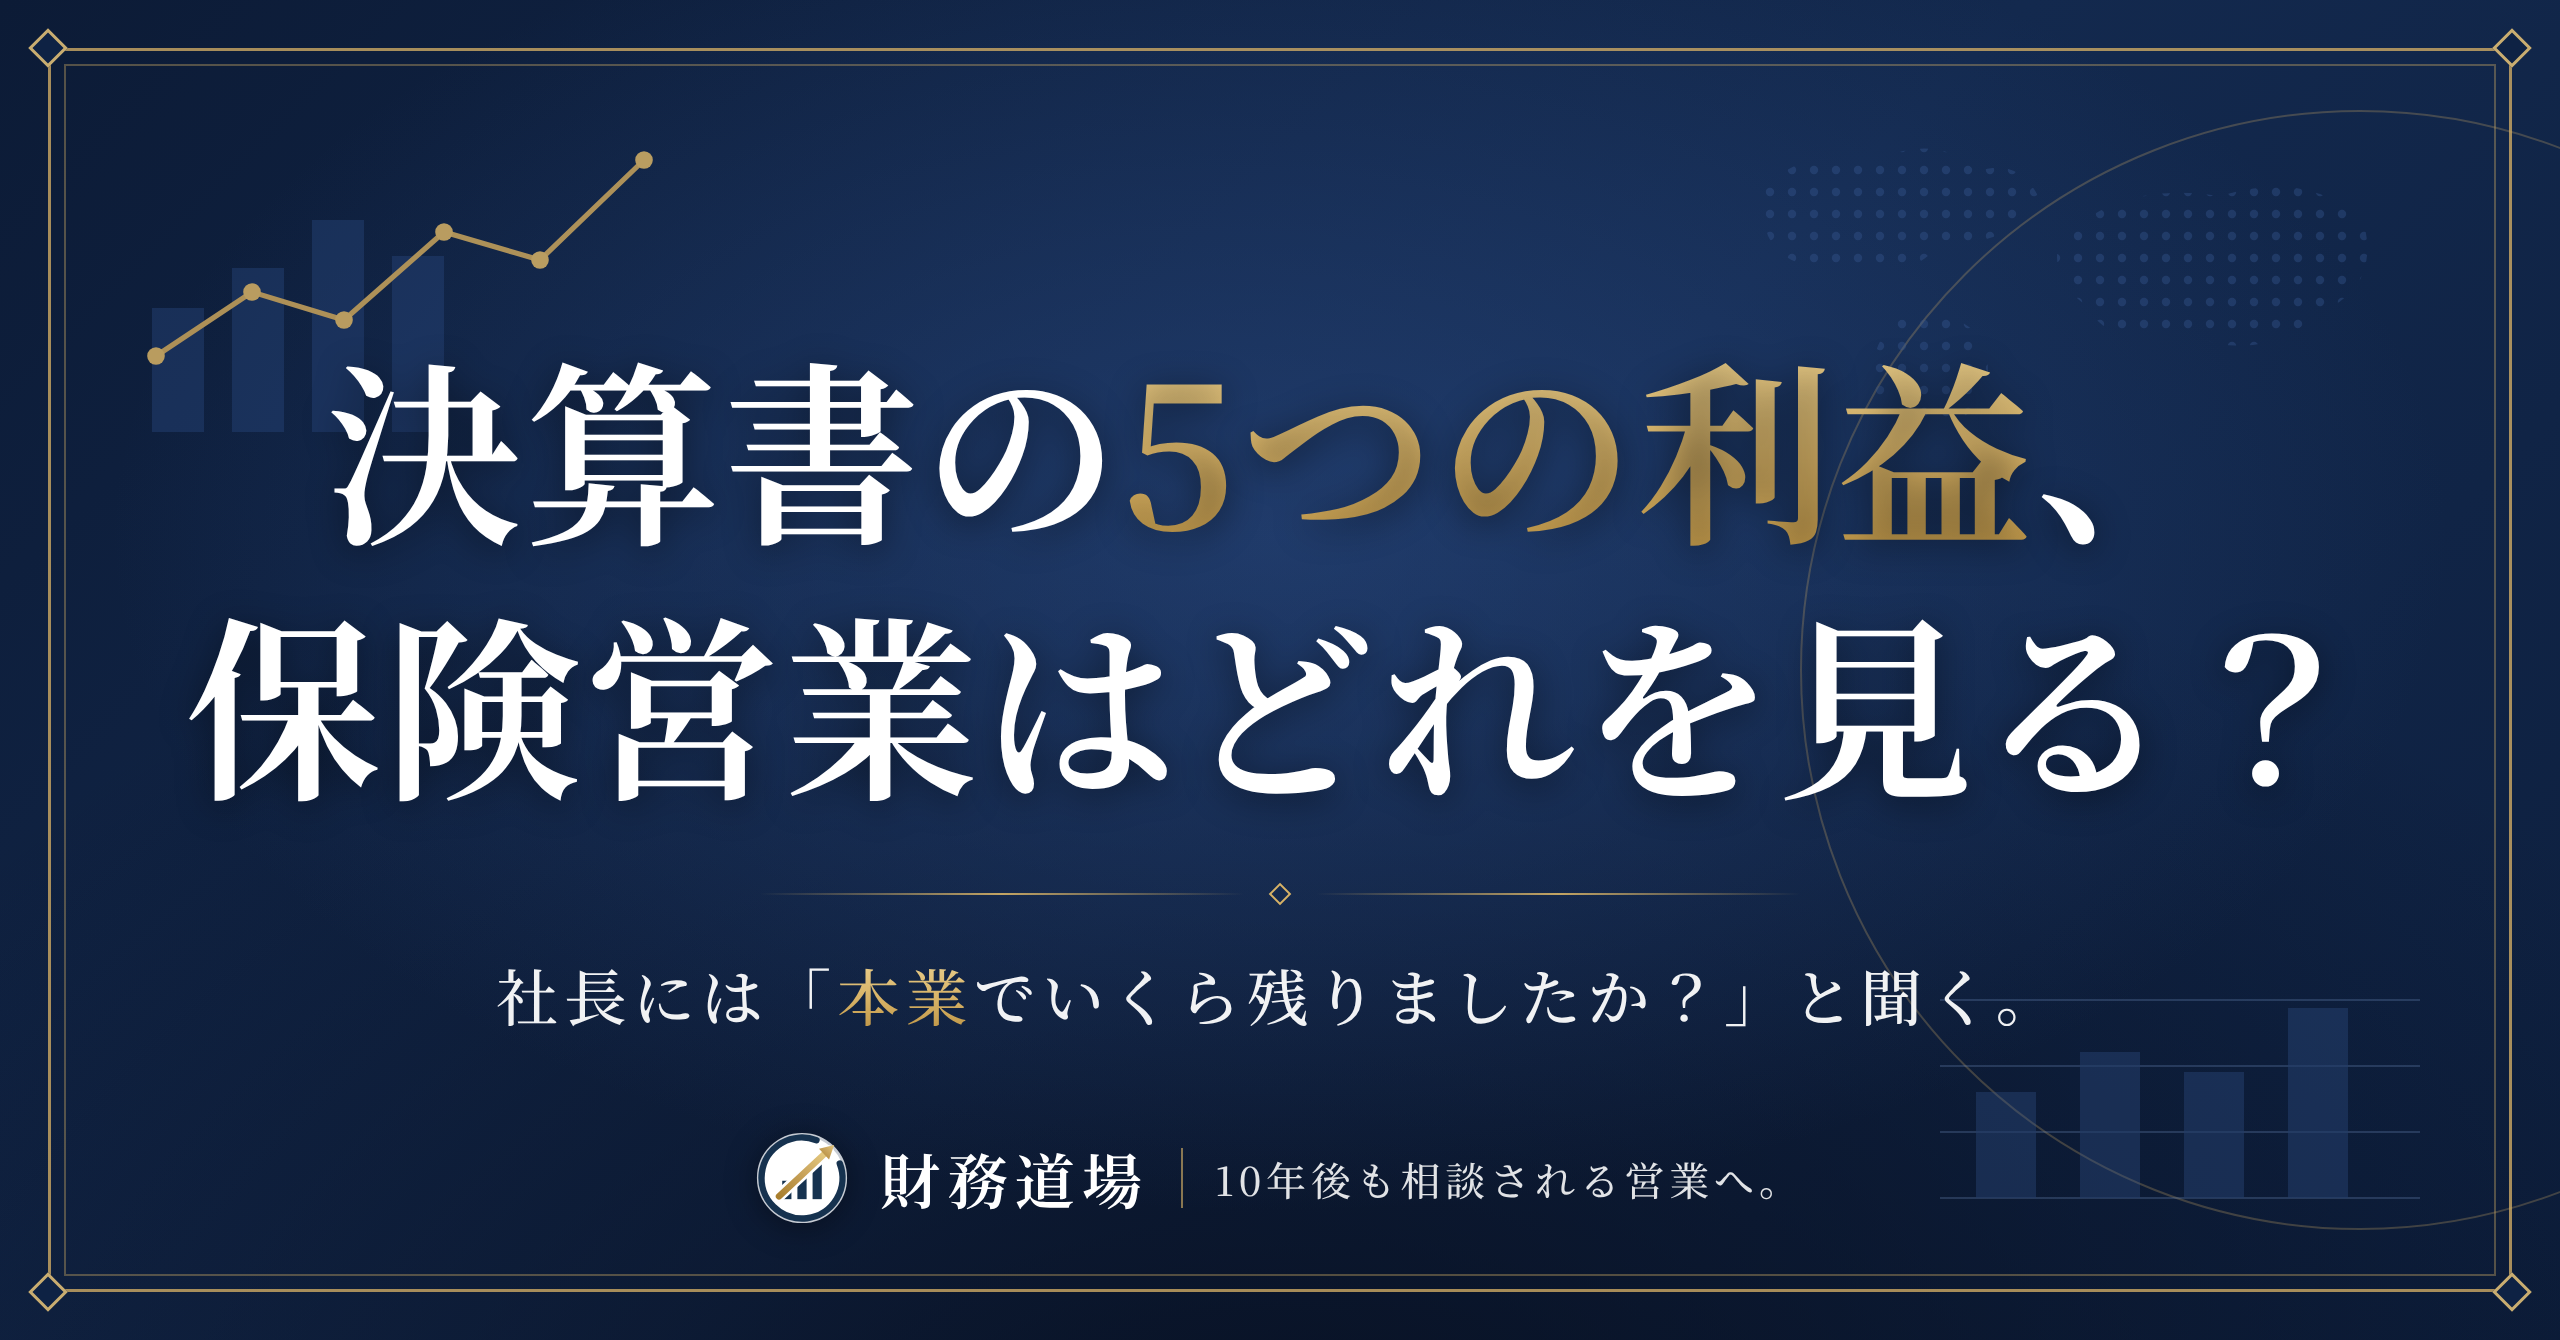 決算書の5つの利益、
保険営業はどれを見る？
社長には「本業でいくら残りましたか？」と聞く。
財務道場
10年後も相談される営業へ。